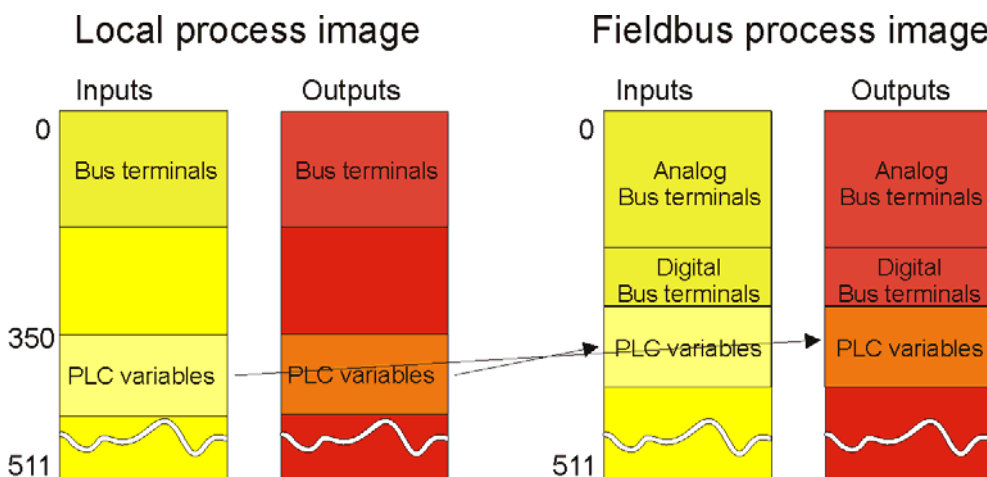 Local process image
Fieldbus process image
Inputs
Outputs
Inputs
Outputs
0
0
Bus terminals
Bus terminals
Analog
Bus terminals
Analog
Bus terminals
Digital
Bus terminals
Digital
Bus terminals
350
PLC variables
PLC variables
PLC variables
PLC variables
511
511